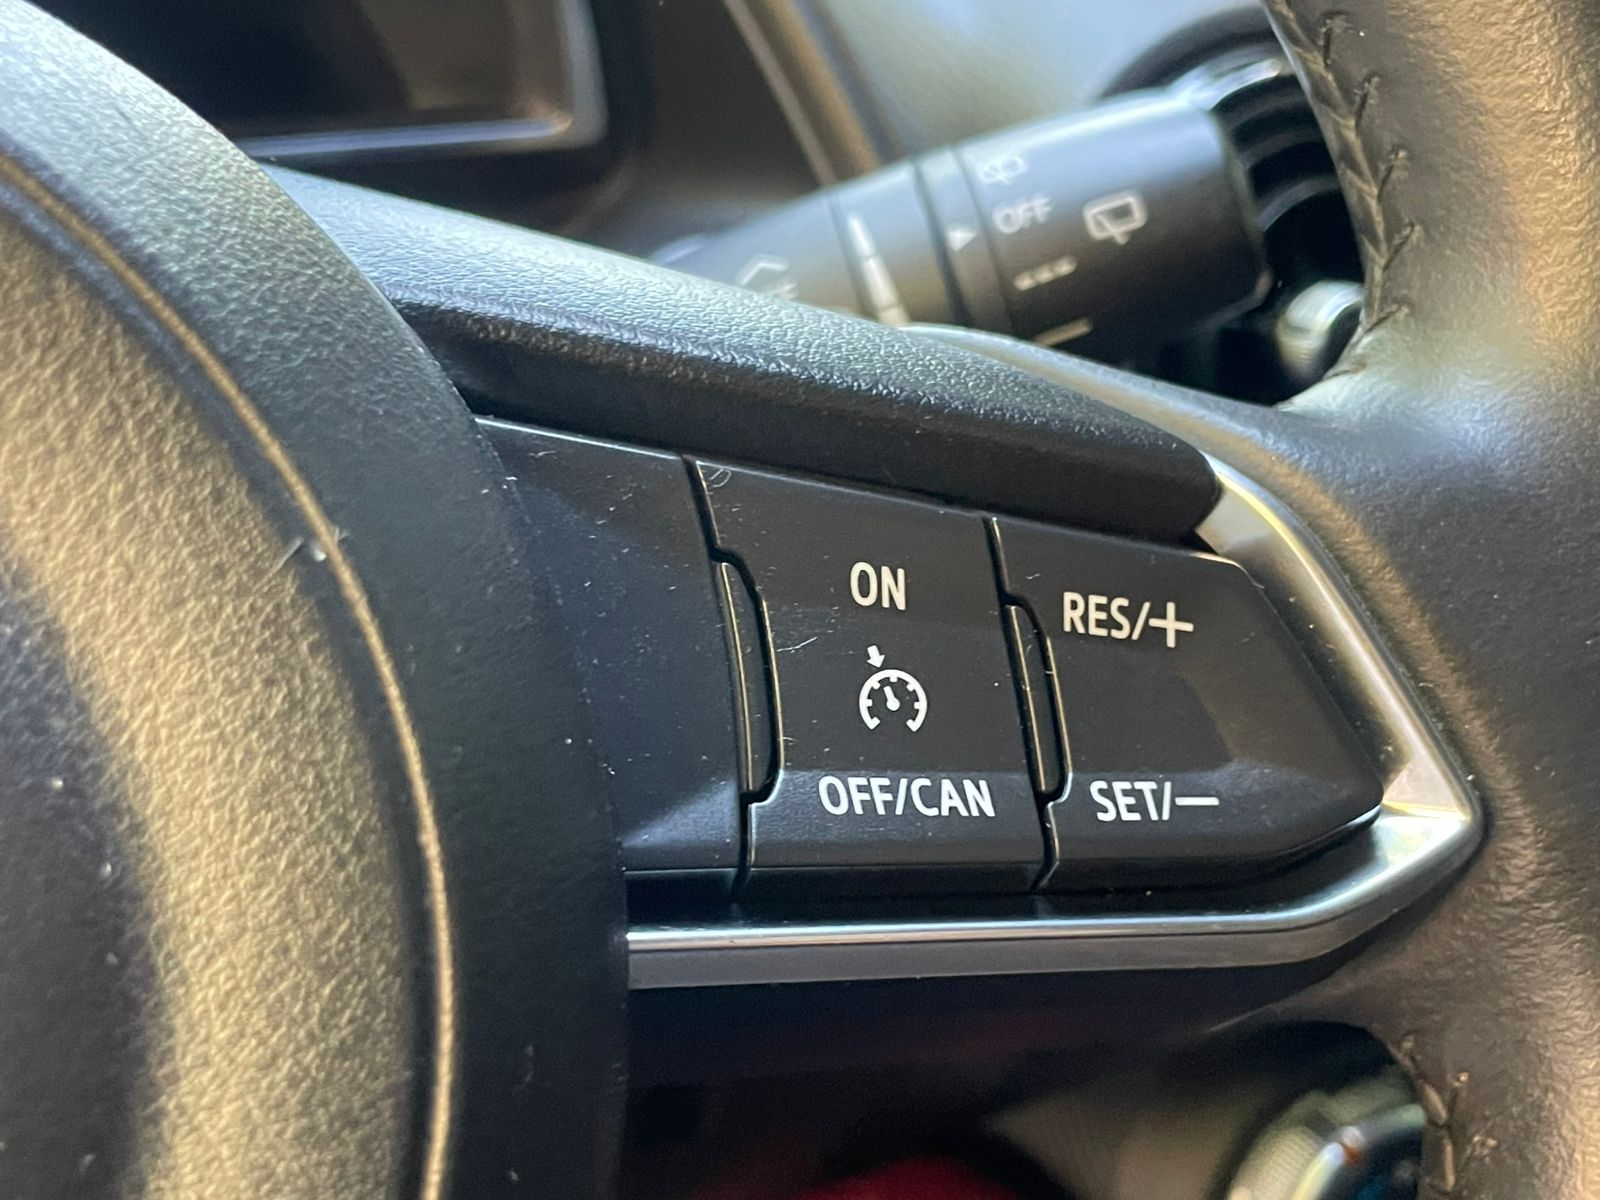 OFF
ON
RES/+
OFF/CAN
SET/−